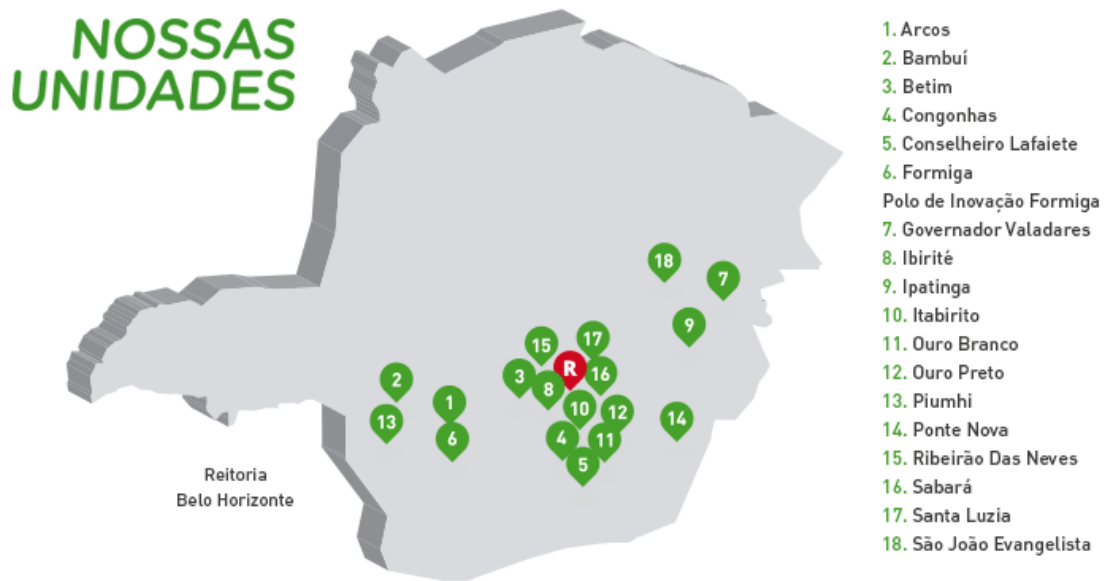 NOSSAS
UNIDADES
1. Arcos
2. Bambuí
3. Betim
4. Congonhas
5. Conselheiro Lafaiete
6. Formiga
Polo de Inovação Formiga
7. Governador Valadares
8. Ibirité
9. Ipatinga
10. Itabirito
11. Ouro Branco
12. Ouro Preto
13. Piumhi
14. Ponte Nova
15. Ribeirão Das Neves
16. Sabará
17. Santa Luzia
18. São João Evangelista
18
7
9
17
15
R
16
3
8
2
1
10
12
13
14
6
4
11
5
Reitoria
Belo Horizonte